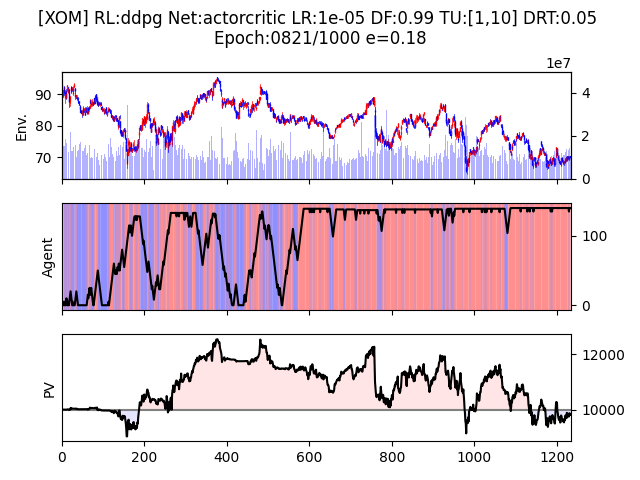 [XOM] RL:ddpg Net:actorcritic LR:1e-05 DF:0.99 TU:[1,10] DRT:0.05
Epoch:0821/1000 e=0.18
1e7
Env.
90
80
70
4
2
0
Agent
100
0
PV
12000
10000
0 200 400 600 800 1000 1200